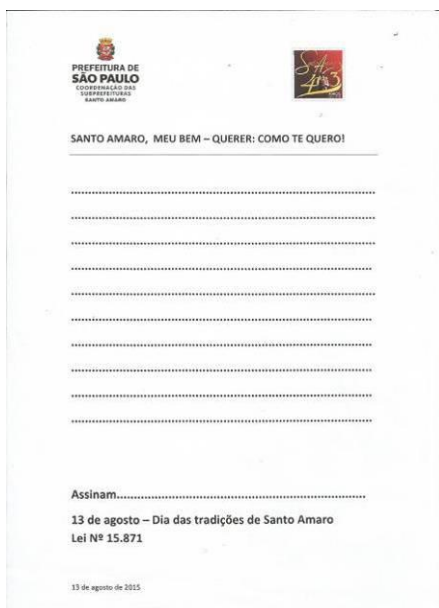 PREFEITURA DE
SÃO PAULO
COORDENAÇÃO DAS
SUBPREFEITURAS
SANTO AMARO
SANTO AMARO, MEU BEM – QUERER: COMO TE QUERO!
Assinam......................................................................
13 de agosto – Dia das tradições de Santo Amaro
Lei Nº 15.871
13 de agosto de 2015